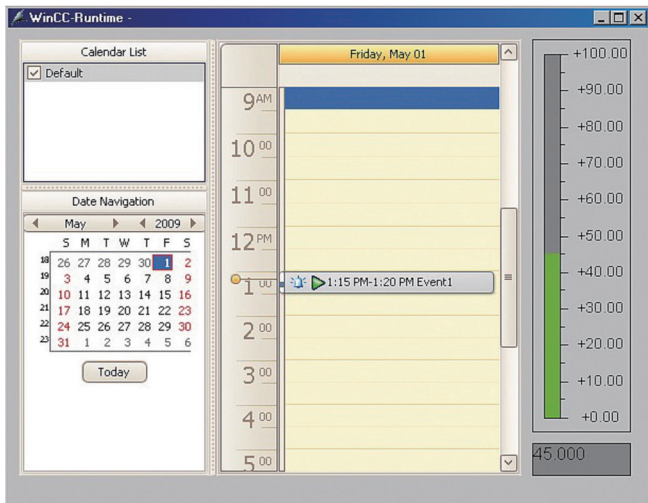 WinCC-Runtime -
Calendar List
Default
Date Navigation
May 2009
S M T W T F S
18 26 27 28 29 30 1 2
19 3 4 5 6 7 8 9
20 10 11 12 13 14 15 16
21 17 18 19 20 21 22 23
22 24 25 26 27 28 29 30
23 31 1 2 3 4 5 6
Today
Friday, May 01
9 AM
10 00
11 00
12 PM
1 00
1:15 PM-1:20 PM Event1
2 00
3 00
4 00
5 00
+100.00
+90.00
+80.00
+70.00
+60.00
+50.00
+40.00
+30.00
+20.00
+10.00
+0.00
45.000